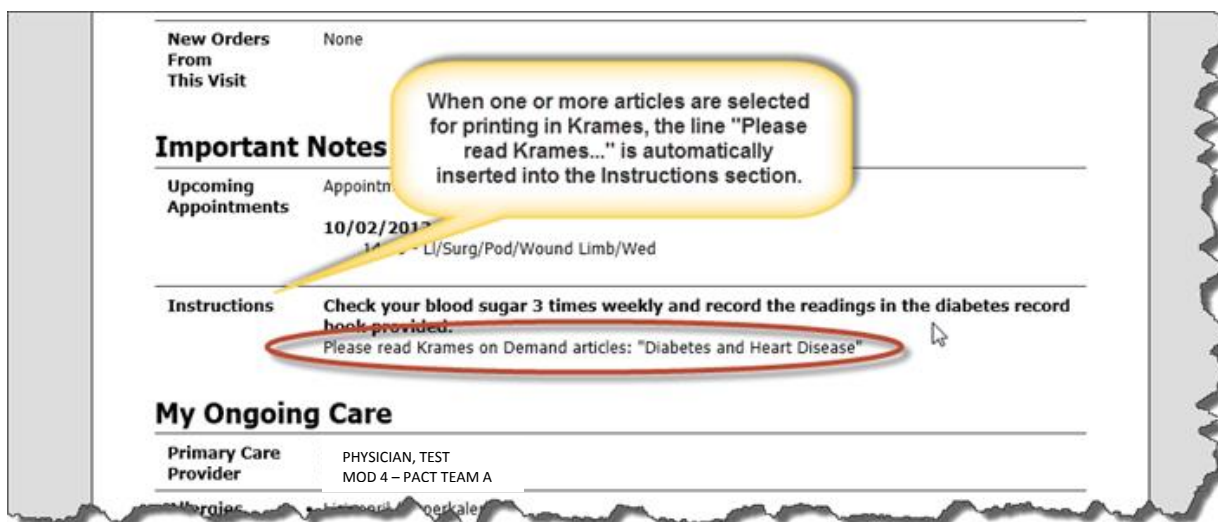 New Orders None
From
This Visit
When one or more articles are selected
for printing in Krames, the line "Please
read Krames..." is automatically
inserted into the Instructions section.
Important Notes
Upcoming
Appointments
LI/Surg/Pod/Wound Limb/Wed
Instructions Check your blood sugar 3 times weekly and record the readings in the diabetes record
book provided.
Please read Krames on Demand articles: "Diabetes and Heart Disease"
My Ongoing Care
Primary Care PHYSICIAN, TEST
Provider MOD 4 – PACT TEAM A